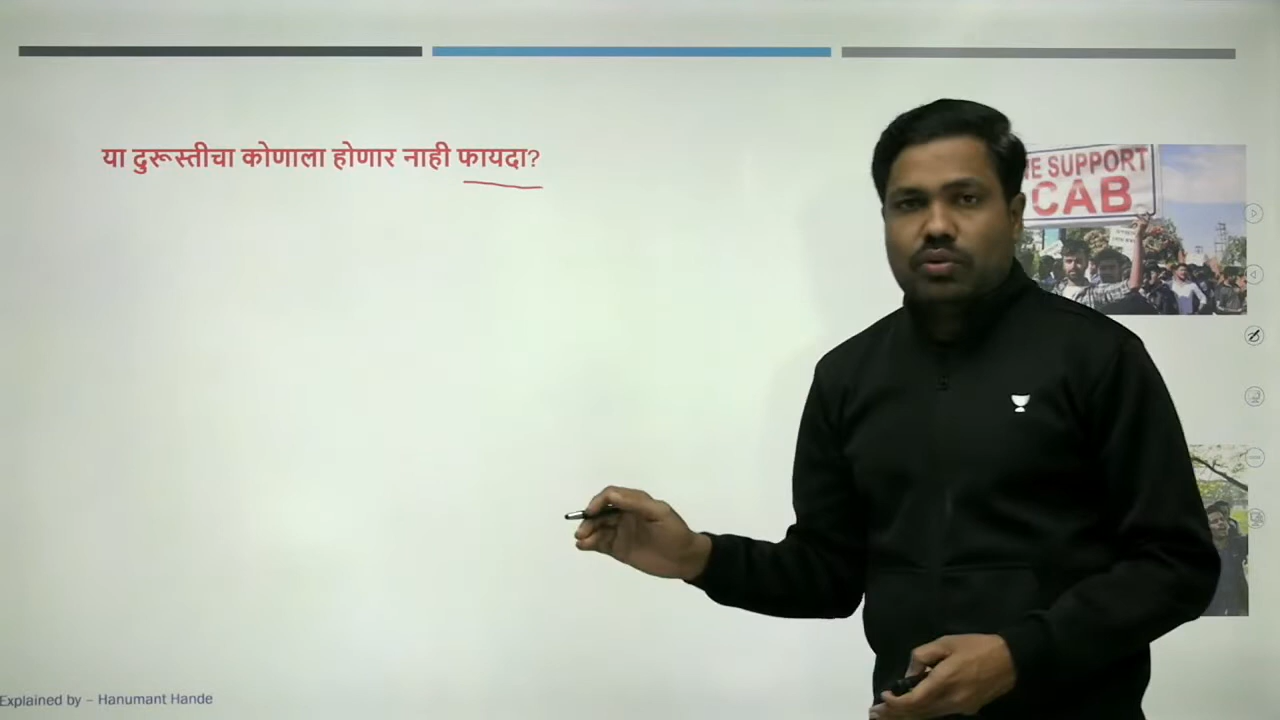 या दुरूस्तीचा कोणाला होणार नाही फायदा?
E SUPPORT
CAB
Explained by – Hanumant Hande